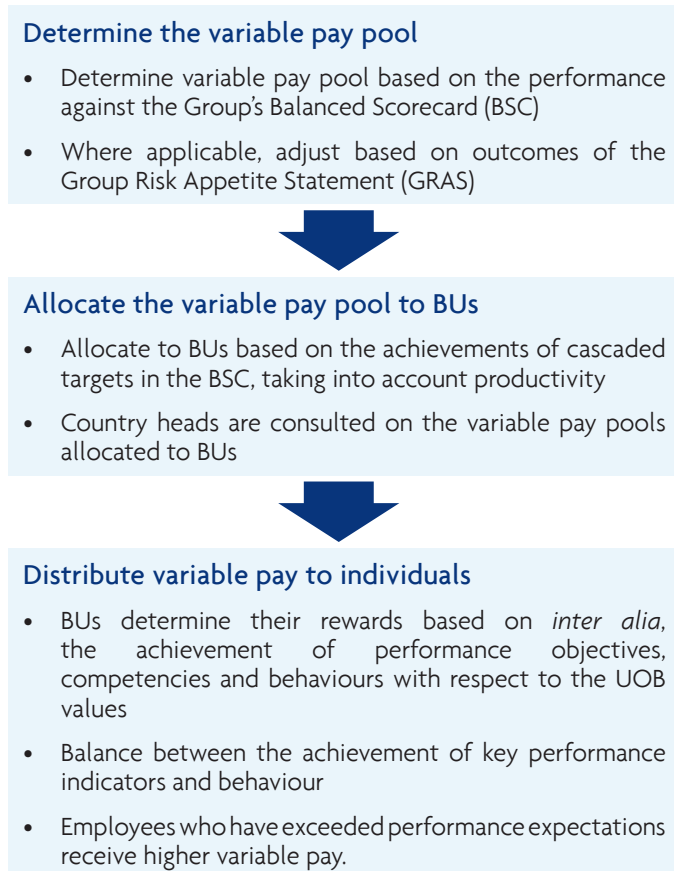 Determine the variable pay pool
• Determine variable pay pool based on the performance
against the Group's Balanced Scorecard (BSC)
• Where applicable, adjust based on outcomes of the
Group Risk Appetite Statement (GRAS)
Allocate the variable pay pool to BUs
• Allocate to BUs based on the achievements of cascaded
targets in the BSC, taking into account productivity
• Country heads are consulted on the variable pay pools
allocated to BUs
Distribute variable pay to individuals
• BUs determine their rewards based on inter alia,
the achievement of performance objectives,
competencies and behaviours with respect to the UOB
values
• Balance between the achievement of key performance
indicators and behaviour
• Employees who have exceeded performance expectations
receive higher variable pay.